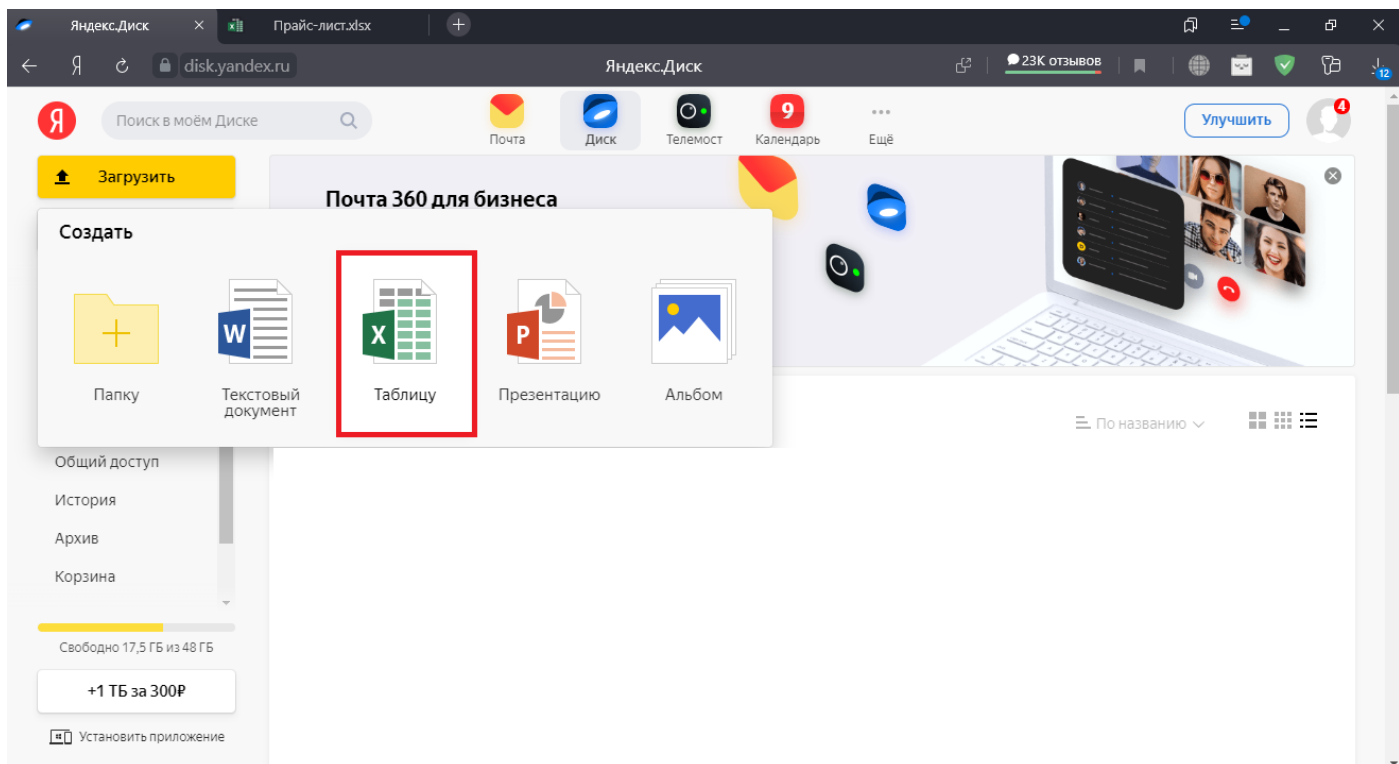 Яндекс.Диск
Прайс-лист.xlsx
Я
disk.yandex.ru
Яндекс.Диск
23K отзывов
12
Я
Поиск в моём Диске
Почта
Диск
Телемост
9
Календарь
Ещё
Улучшить
4
Загрузить
Почта 360 для бизнеса
Создать
W
X
P
Папку
Текстовый
документ
Таблицу
Презентацию
Альбом
По названию
Общий доступ
История
Архив
Корзина
Свободно 17,5 ГБ из 48 ГБ
+1 ТБ за 300₽
Установить приложение